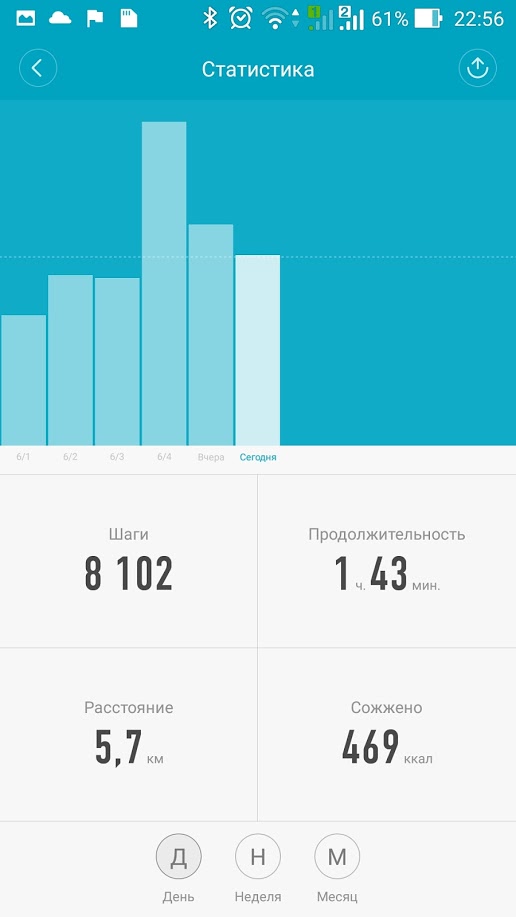 1 2 61% 22:56
Статистика
6/1 6/2 6/3 6/4 Вчера Сегодня
Шаги Продолжительность
8 102 1 ч. 43 мин.
Расстояние Сожжено
5,7 км 469 ккал
Д Н М
День Неделя Месяц